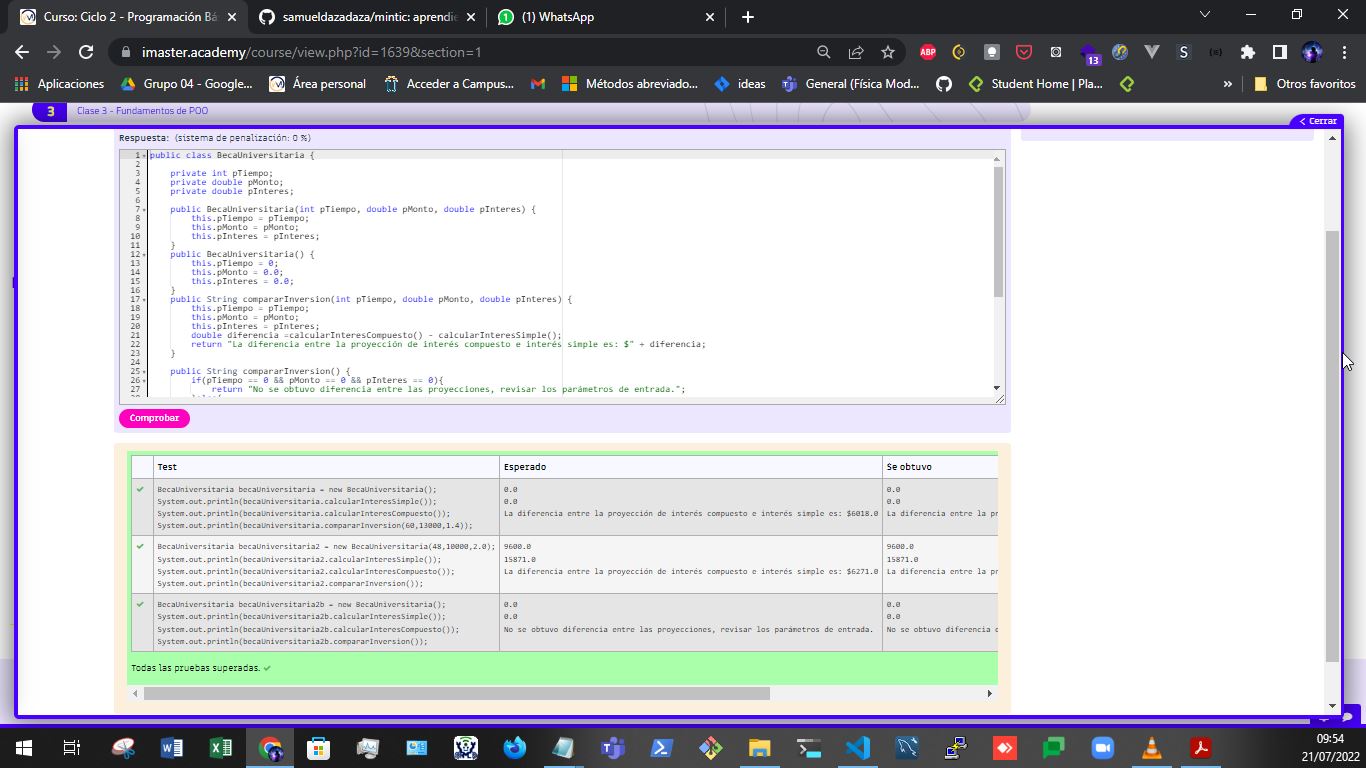 Curso: Ciclo 2 - Programación Bá
samueldazadaza/mintic: aprendie
(1) WhatsApp
imaster.academy/course/view.php?id=1639&section=1
ABP
13
S
Aplicaciones
Grupo 04 - Google...
Área personal
Acceder a Campus...
Métodos abreviado...
ideas
General (Física Mod...
Student Home | Pla...
»
Otros favoritos
3
Clase 3 - Fundamentos de POO
< Cerrar
Respuesta: (sistema de penalización: 0 %)
1 public class BecaUniversitaria {
2
3 private int pTiempo;
4 private double pMonto;
5 private double pInteres;
6
7 public BecaUniversitaria(int pTiempo, double pMonto, double pInteres) {
8 this.pTiempo = pTiempo;
9 this.pMonto = pMonto;
10 this.pInteres = pInteres;
11 }
12 public BecaUniversitaria() {
13 this.pTiempo = 0;
14 this.pMonto = 0.0;
15 this.pInteres = 0.0;
16 }
17 public String compararInversion(int pTiempo, double pMonto, double pInteres) {
18 this.pTiempo = pTiempo;
19 this.pMonto = pMonto;
20 this.pInteres = pInteres;
21 double diferencia =calcularInteresCompuesto() - calcularInteresSimple();
22 return "La diferencia entre la proyección de interés compuesto e interés simple es: $" + diferencia;
23 }
24
25 public String compararInversion() {
26 if(pTiempo == 0 && pMonto == 0 && pInteres == 0){
27 return "No se obtuvo diferencia entre las proyecciones, revisar los parámetros de entrada.";
Comprobar
Test Esperado Se obtuvo
BecaUniversitaria becaUniversitaria = new BecaUniversitaria();
System.out.println(becaUniversitaria.calcularInteresSimple());
System.out.println(becaUniversitaria.calcularInteresCompuesto());
System.out.println(becaUniversitaria.compararInversion(60,13000,1.4));
0.0
0.0
La diferencia entre la proyección de interés compuesto e interés simple es: $6018.0
0.0
0.0
La diferencia entre la pr
BecaUniversitaria becaUniversitaria2 = new BecaUniversitaria(48,10000,2.0);
System.out.println(becaUniversitaria2.calcularInteresSimple());
System.out.println(becaUniversitaria2.calcularInteresCompuesto());
System.out.println(becaUniversitaria2.compararInversion());
9600.0
15871.0
La diferencia entre la proyección de interés compuesto e interés simple es: $6271.0
9600.0
15871.0
La diferencia entre la pr
BecaUniversitaria becaUniversitaria2b = new BecaUniversitaria();
System.out.println(becaUniversitaria2b.calcularInteresSimple());
System.out.println(becaUniversitaria2b.calcularInteresCompuesto());
System.out.println(becaUniversitaria2b.compararInversion());
0.0
0.0
No se obtuvo diferencia entre las proyecciones, revisar los parámetros de entrada.
0.0
0.0
No se obtuvo diferencia e
Todas las pruebas superadas.
09:54
21/07/2022